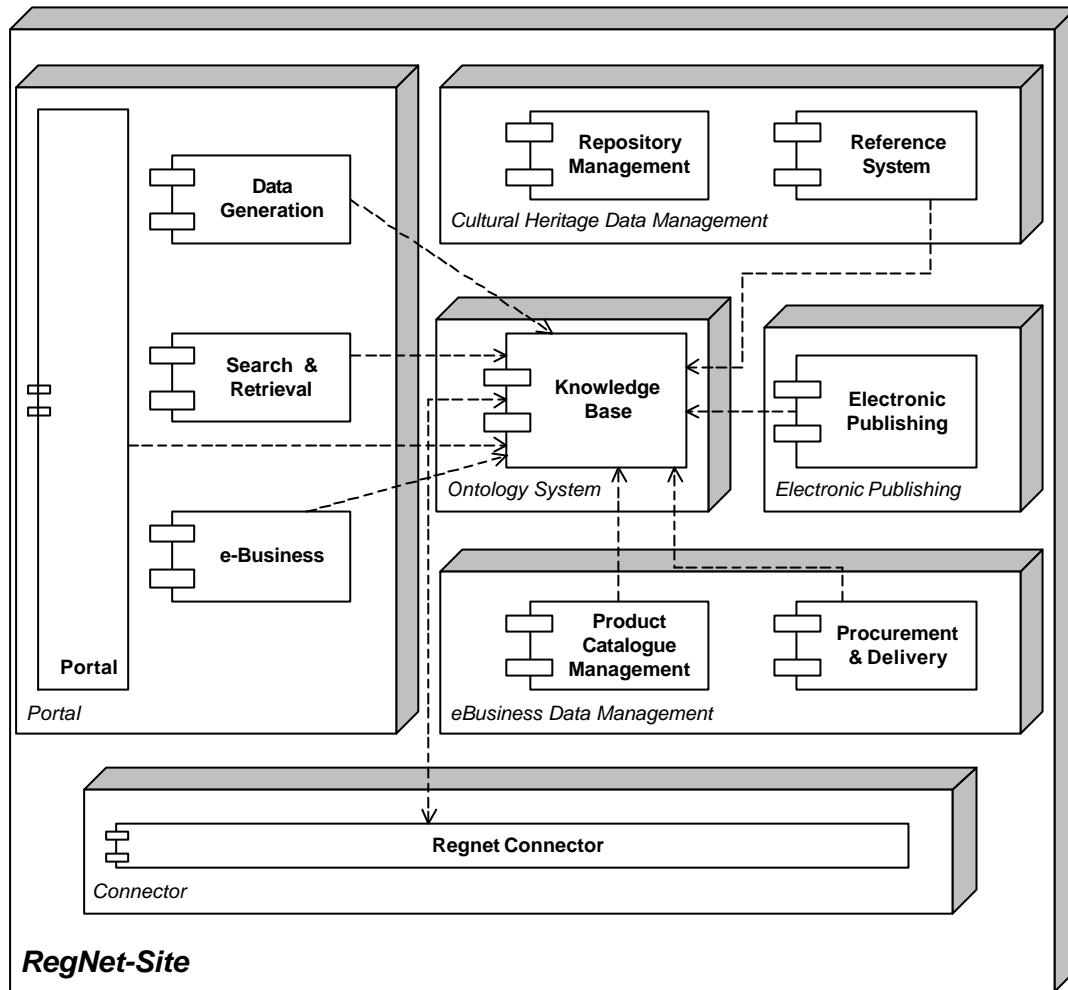 Repository
Management
Reference
System
Cultural Heritage Data Management
Data
Generation
Search & 
Retrieval
e-Business
Portal
Portal
Knowledge
Base
Ontology System
Electronic
Publishing
Electronic Publishing
Product
Catalogue
Management
Procurement
& Delivery
eBusiness Data Management
Regnet Connector
Connector
RegNet-Site